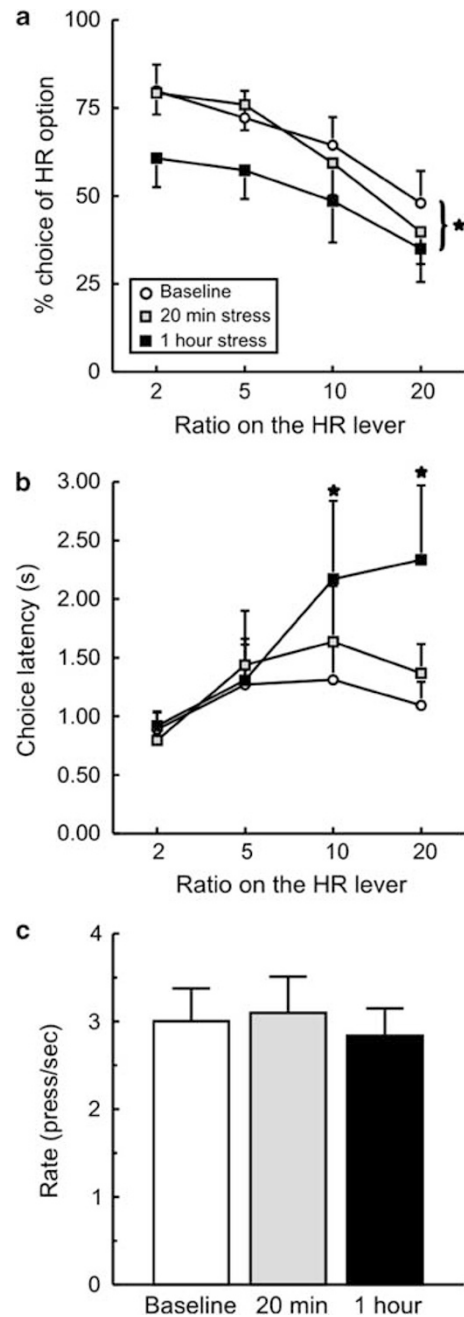 a
100
75
50
25
0
% choice of HR option
Baseline
20 min stress
1 hour stress
★
2 5 10 20
Ratio on the HR lever
b
3.00
2.50
2.00
1.50
1.00
0.50
0.00
Choice latency (s)
★ ★
2 5 10 20
Ratio on the HR lever
c
4
3
2
1
0
Rate (press/sec)
Baseline 20 min 1 hour